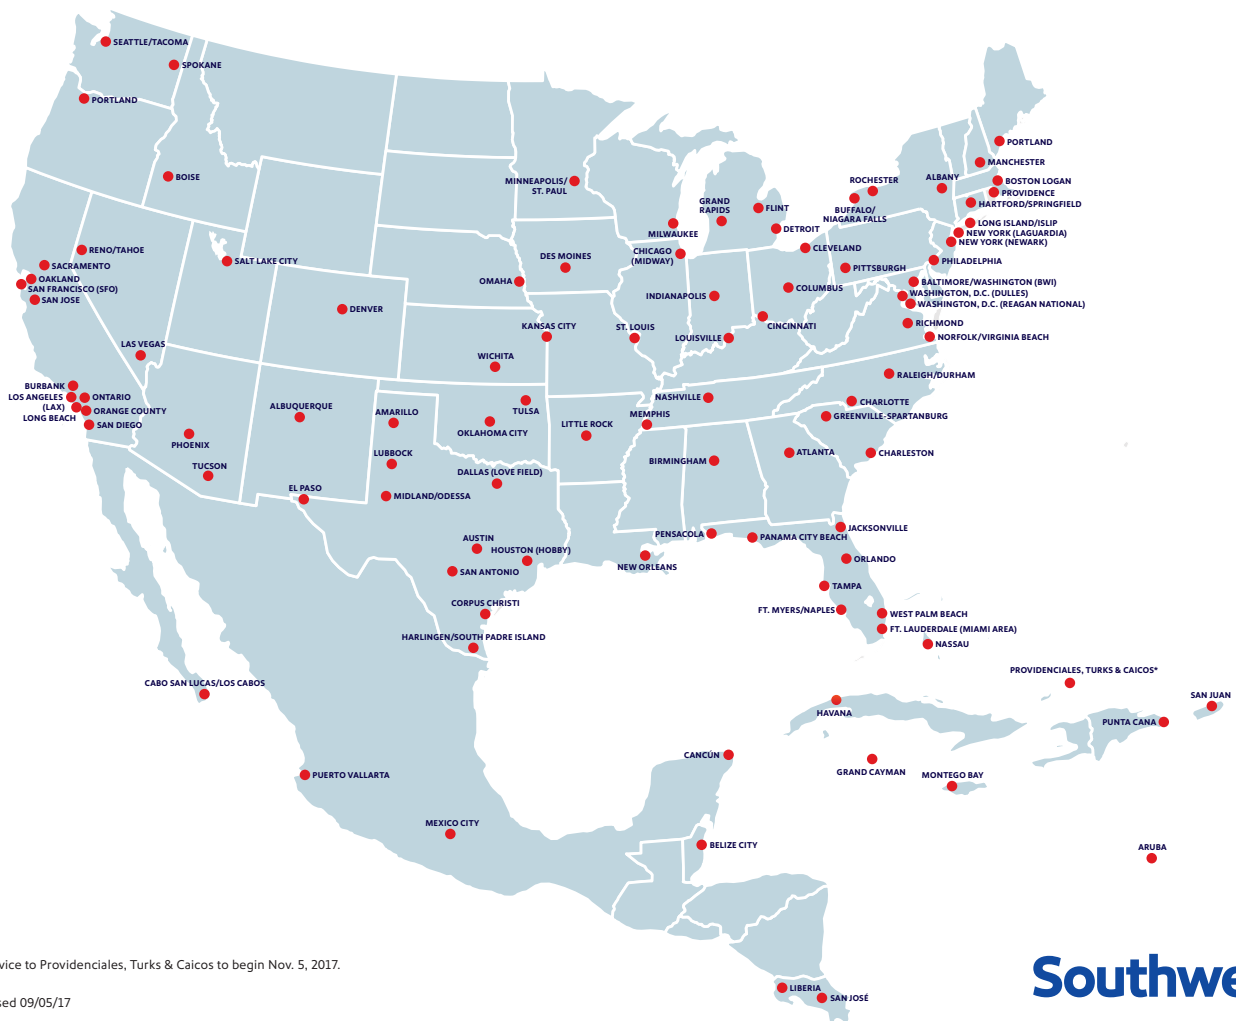 SEATTLE/TACOMA
SPOKANE
PORTLAND
BOISE
RENO/TAHOE
SACRAMENTO
OAKLAND
SAN FRANCISCO (SFO)
SAN JOSE
SALT LAKE CITY
DENVER
LAS VEGAS
BURBANK
LOS ANGELES
(LAX)
LONG BEACH
ONTARIO
ORANGE COUNTY
SAN DIEGO
PHOENIX
TUCSON
ALBUQUERQUE
EL PASO
AMARILLO
LUBBOCK
MIDLAND/ODESSA
DALLAS (LOVE FIELD)
AUSTIN
HOUSTON (HOBBY)
SAN ANTONIO
CORPUS CHRISTI
HARLINGEN/SOUTH PADRE ISLAND
MINNEAPOLIS/
ST. PAUL
DES MOINES
OMAHA
KANSAS CITY
WICHITA
TULSA
OKLAHOMA CITY
LITTLE ROCK
ST. LOUIS
MILWAUKEE
CHICAGO
(MIDWAY)
GRAND
RAPIDS
FLINT
DETROIT
CLEVELAND
COLUMBUS
INDIANAPOLIS
CINCINNATI
LOUISVILLE
NASHVILLE
MEMPHIS
BIRMINGHAM
ATLANTA
NEW ORLEANS
PENSACOLA
PANAMA CITY BEACH
JACKSONVILLE
ORLANDO
TAMPA
FT. MYERS/NAPLES
WEST PALM BEACH
FT. LAUDERDALE (MIAMI AREA)
ROCHESTER
BUFFALO/
NIAGARA FALLS
ALBANY
PORTLAND
MANCHESTER
BOSTON LOGAN
PROVIDENCE
HARTFORD/SPRINGFIELD
LONG ISLAND/ISLIP
NEW YORK (LAGUARDIA)
NEW YORK (NEWARK)
PHILADELPHIA
PITTSBURGH
BALTIMORE/WASHINGTON (BWI)
WASHINGTON, D.C. (DULLES)
WASHINGTON, D.C. (REAGAN NATIONAL)
RICHMOND
NORFOLK/VIRGINIA BEACH
RALEIGH/DURHAM
CHARLOTTE
GREENVILLE-SPARTANBURG
CHARLESTON
NASSAU
PROVIDENCIALES, TURKS & CAICOS*
SAN JUAN
PUNTA CANA
HAVANA
GRAND CAYMAN
MONTEGO BAY
ARUBA
CABO SAN LUCAS/LOS CABOS
PUERTO VALLARTA
MEXICO CITY
CANCÚN
BELIZE CITY
LIBERIA
SAN JOSÉ
vice to Providenciales, Turks & Caicos to begin Nov. 5, 2017.
sed 09/05/17
Southwe